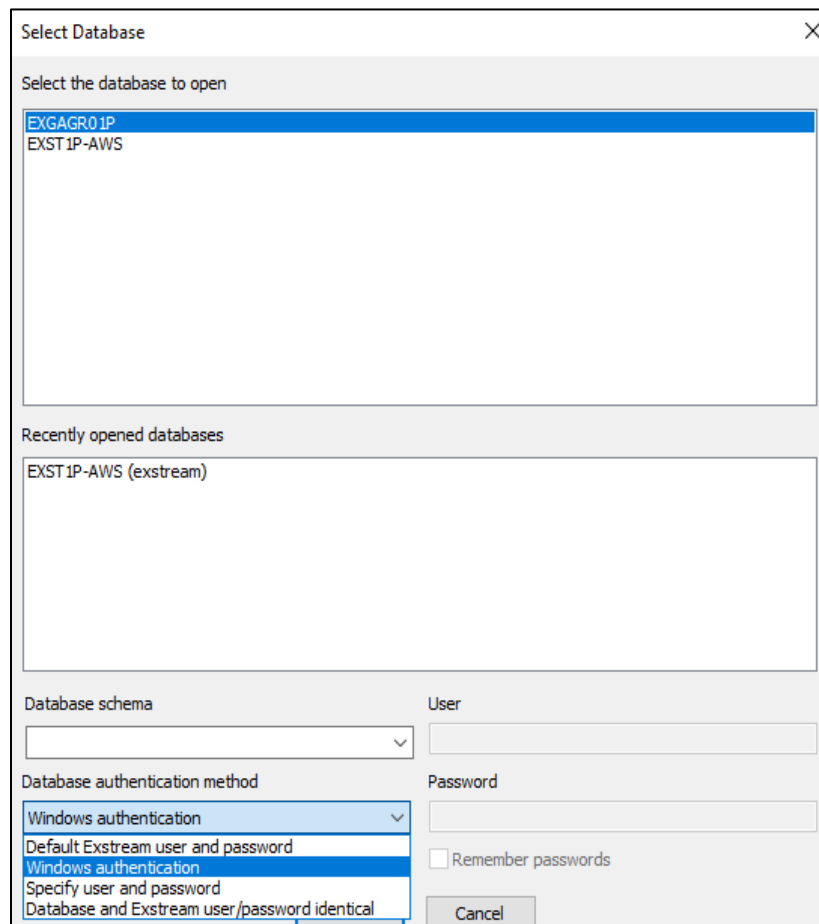 Select Database
Select the database to open
EXGAGR01P
EXST1P-AWS
Recently opened databases
EXST1P-AWS (exstream)
Database schema
User
Database authentication method
Password
Windows authentication
Default Exstream user and password
Windows authentication
Remember passwords
Specify user and password
Database and Exstream user/password identical
Cancel